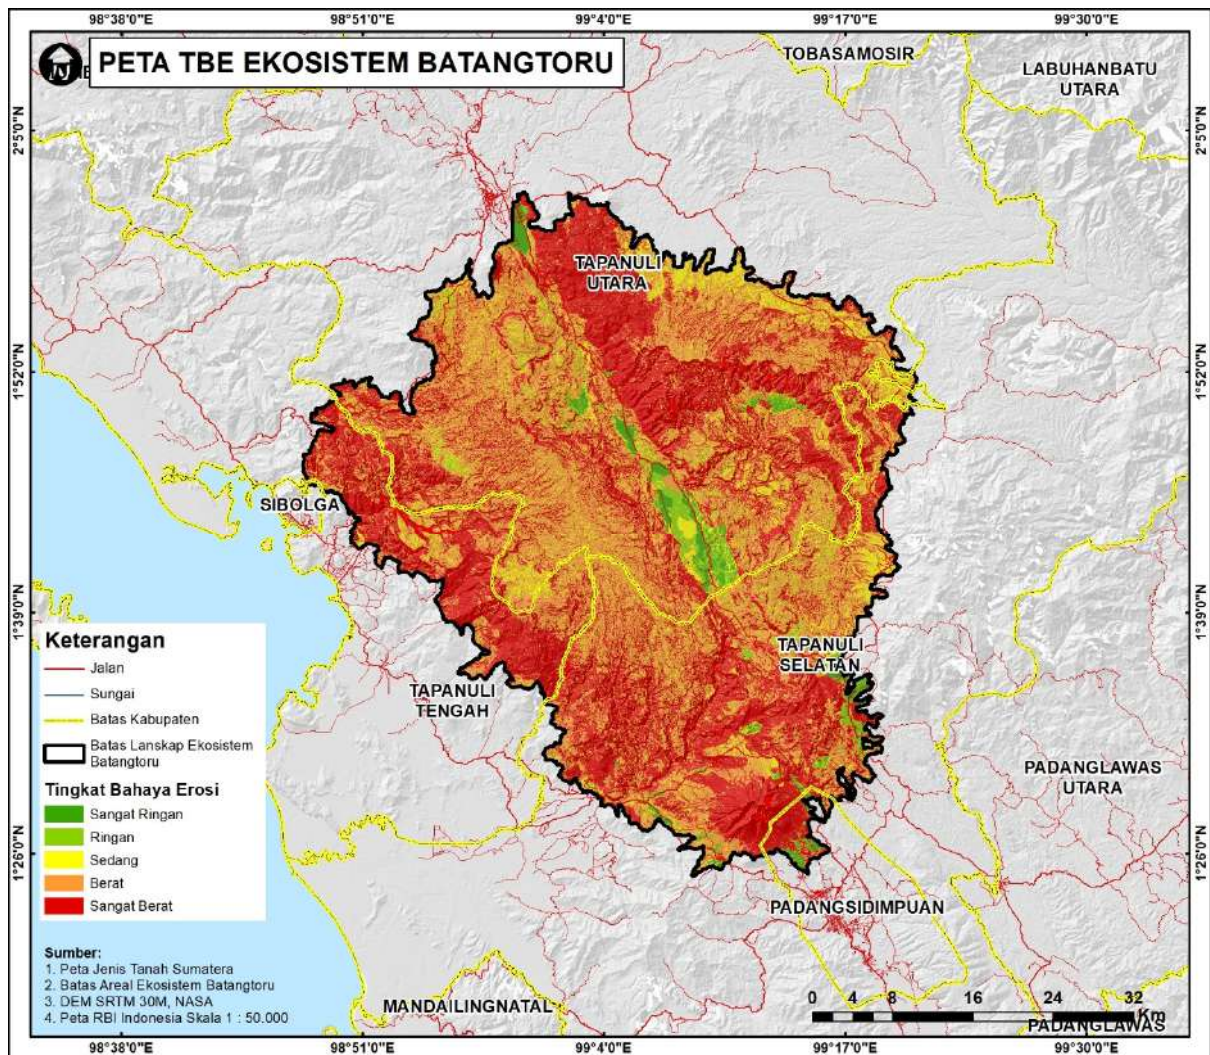 98°38'0"E 98°51'0"E 99°4'0"E 99°17'0"E 99°30'0"E
PETA TBE EKOSISTEM BATANGTORU
TOBASAMOSIR
LABUHANBATU
UTARA
2°5'0"N
2°5'0"N
TAPANULI
UTARA
1°52'0"N
1°52'0"N
SIBOLGA
1°39'0"N
1°39'0"N
TAPANULI
SELATAN
TAPANULI
TENGAH
PADANGLAWAS
UTARA
1°26'0"N
1°26'0"N
PADANGSIDIMPUAN
MANDAILINGNATAL
PADANGLAWAS
Keterangan
Jalan
Sungai
Batas Kabupaten
Batas Lanskap Ekosistem
Batangtoru
Tingkat Bahaya Erosi
Sangat Ringan
Ringan
Sedang
Berat
Sangat Berat
Sumber:
1. Peta Jenis Tanah Sumatera
2. Batas Areal Ekosistem Batangtoru
3. DEM SRTM 30M, NASA
4. Peta RBI Indonesia Skala 1 : 50.000
0 4 8 16 24 32
Km
98°38'0"E 98°51'0"E 99°4'0"E 99°17'0"E 99°30'0"E